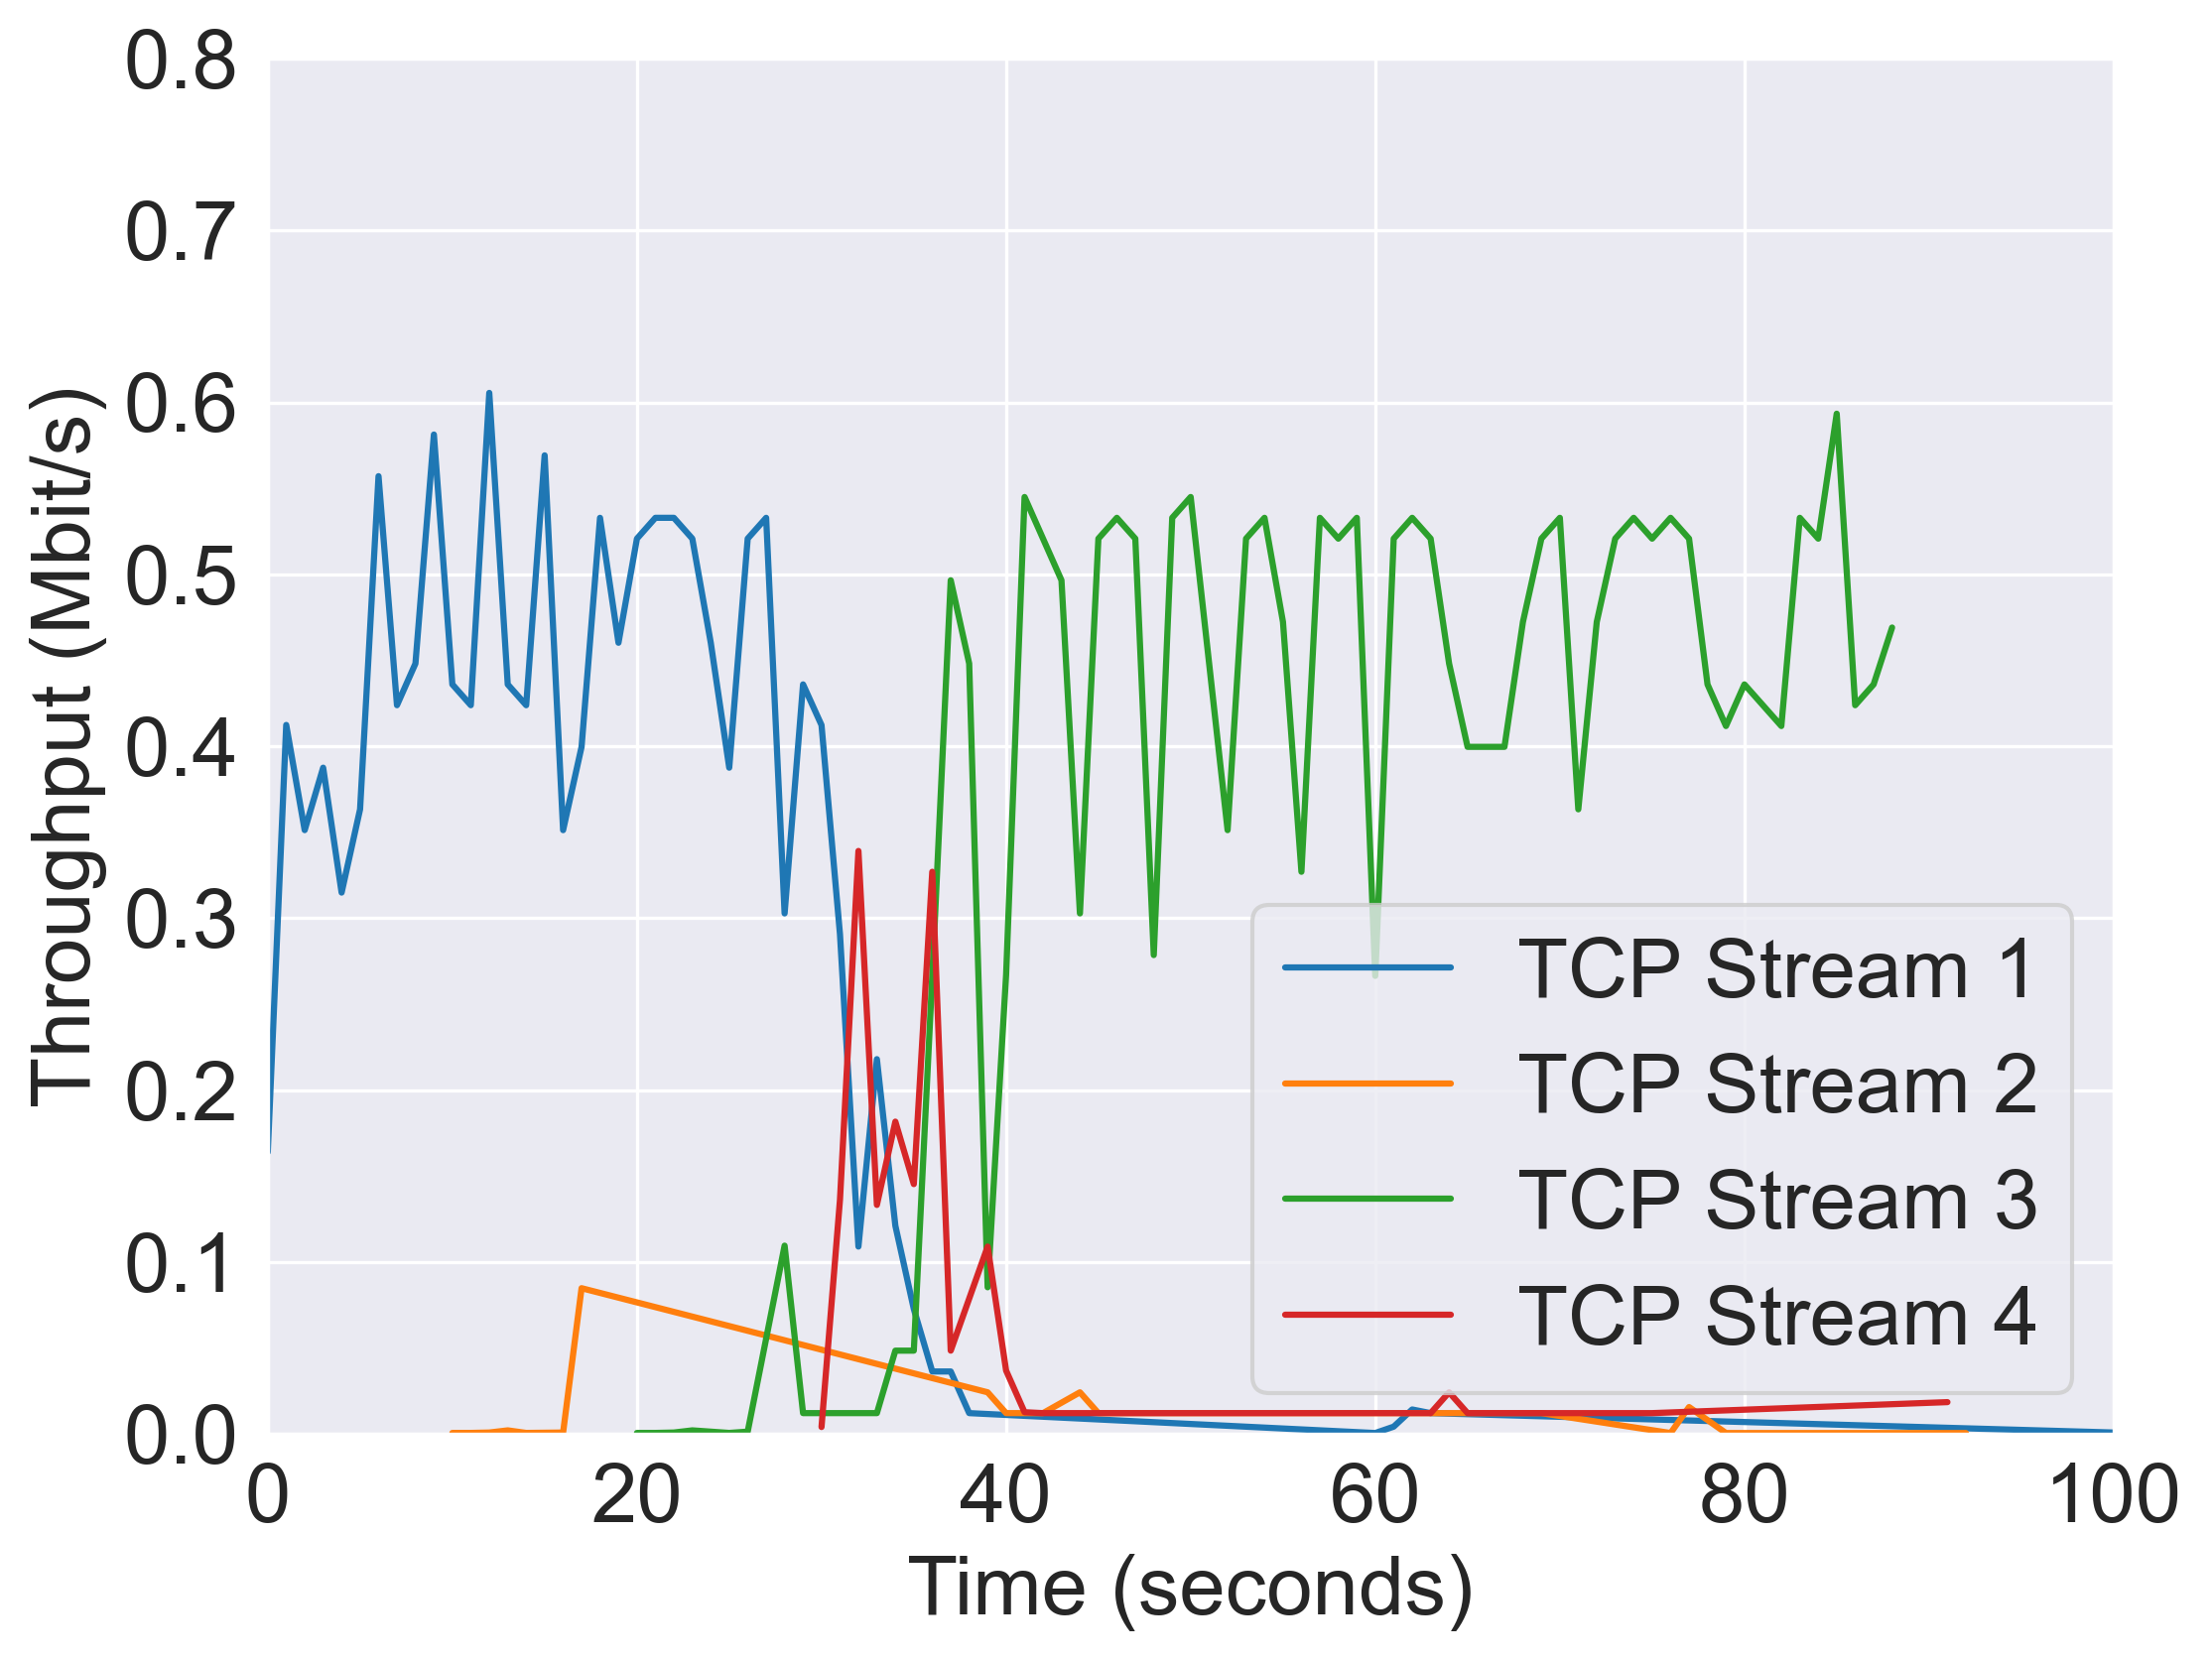 0.8
0.7
0.6
0.5
0.4
0.3
0.2
0.1
0.0
Throughput (Mbit/s)
TCP Stream 1
TCP Stream 2
TCP Stream 3
TCP Stream 4
0 20 40 60 80 100
Time (seconds)